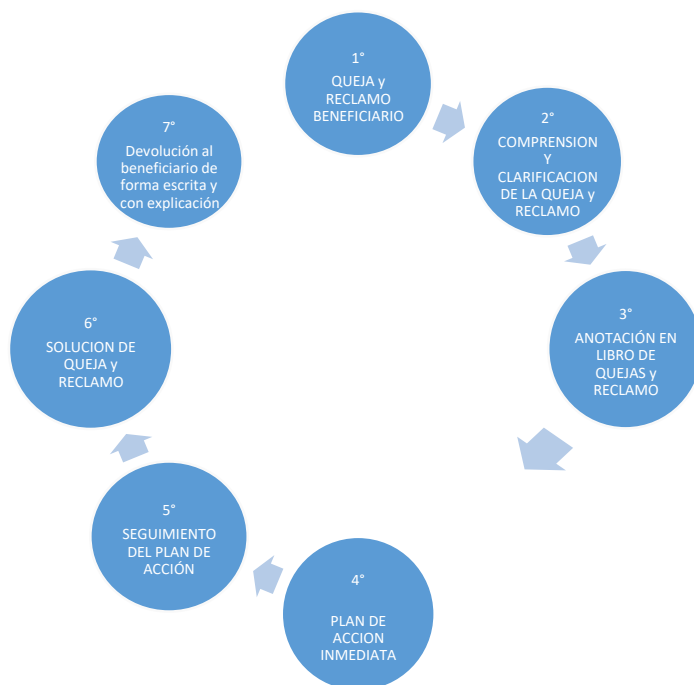 1°
QUEJA y
RECLAMO
BENEFICIARIO
2°
COMPRENSION
Y
CLARIFICACION
DE LA QUEJA y
RECLAMO
3°
ANOTACIÓN EN
LIBRO DE
QUEJAS y
RECLAMO
4°
PLAN DE
ACCION
INMEDIATA
5°
SEGUIMIENTO
DEL PLAN DE
ACCIÓN
6°
SOLUCION DE
QUEJA y
RECLAMO
7°
Devolución al
beneficiario de
forma escrita y
con explicación